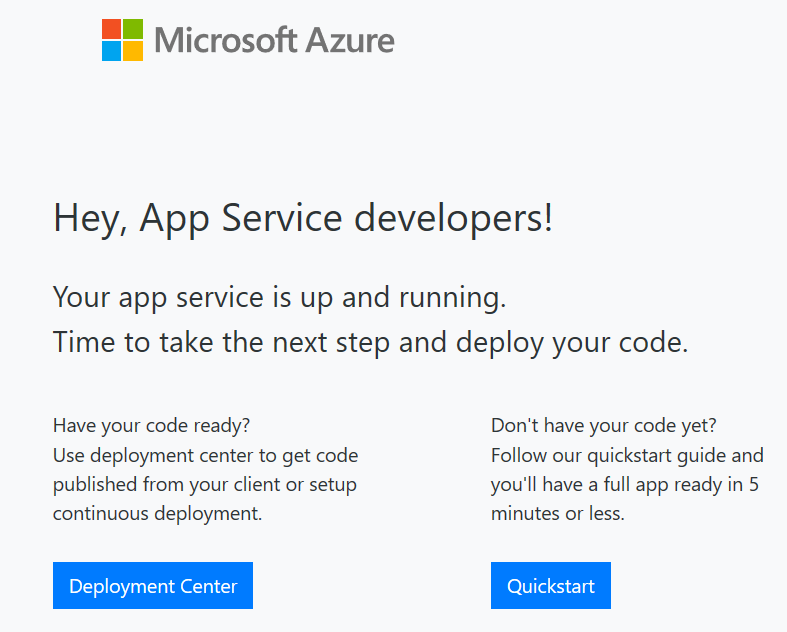 Microsoft Azure
Hey, App Service developers!
Your app service is up and running.
Time to take the next step and deploy your code.
Have your code ready?
Use deployment center to get code
published from your client or setup
continuous deployment.
Deployment Center
Don't have your code yet?
Follow our quickstart guide and
you'll have a full app ready in 5
minutes or less.
Quickstart